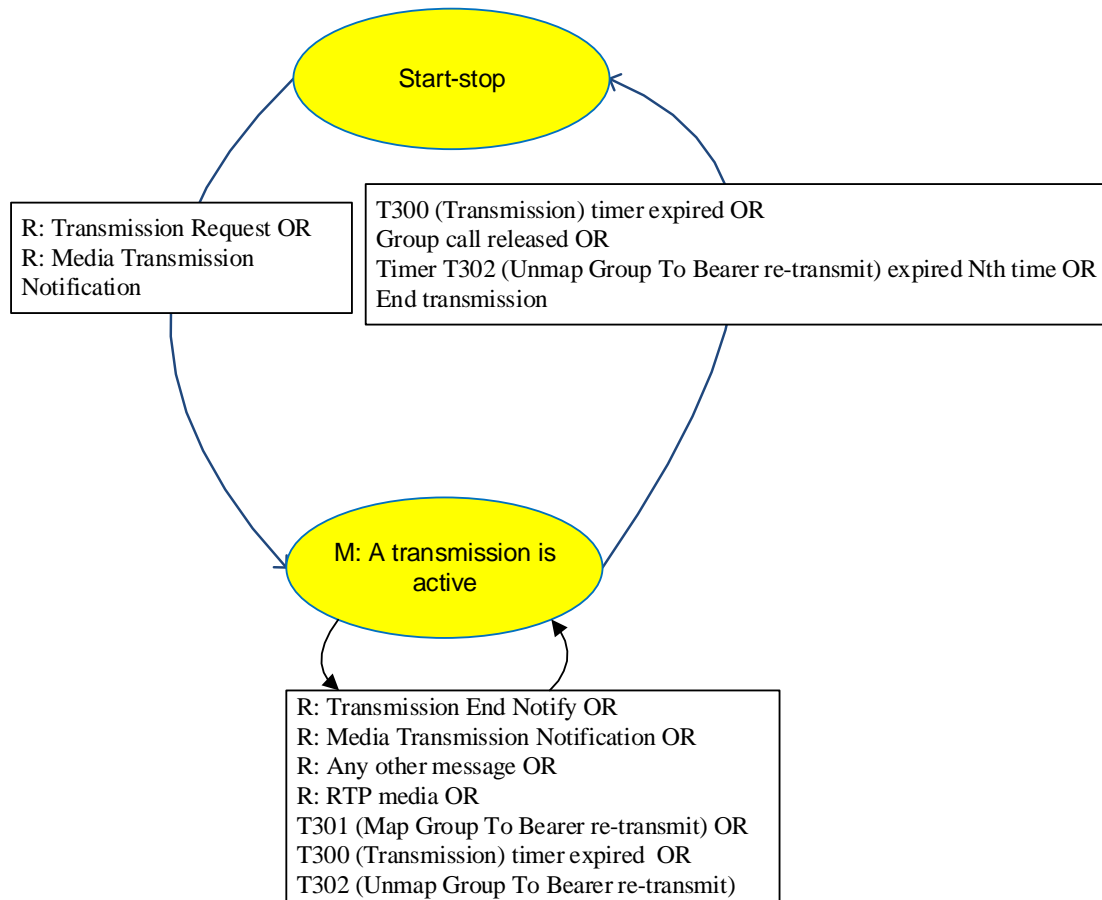 Start-stop
R: Transmission Request OR
R: Media Transmission
Notification
T300 (Transmission) timer expired OR
Group call released OR
Timer T302 (Unmap Group To Bearer re-transmit) expired Nth time OR
End transmission
M: A transmission is
active
R: Transmission End Notify OR
R: Media Transmission Notification OR
R: Any other message OR
R: RTP media OR
T301 (Map Group To Bearer re-transmit) OR
T300 (Transmission) timer expired  OR
T302 (Unmap Group To Bearer re-transmit)